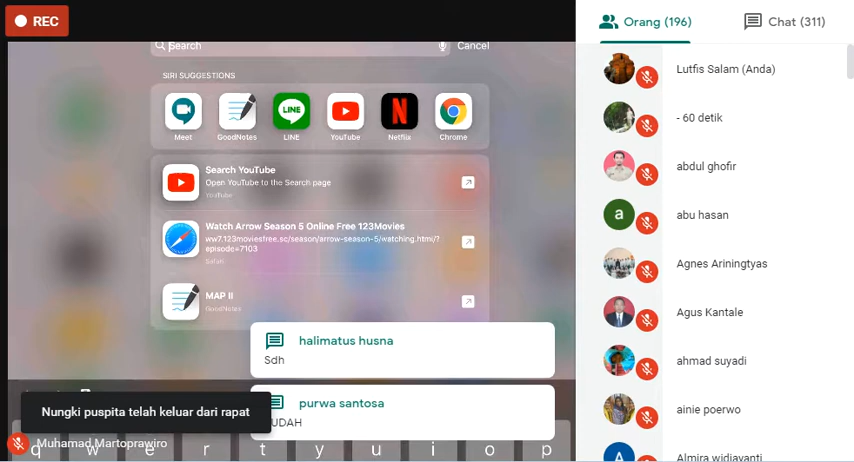 REC
Search
Cancel
SIRI SUGGESTIONS
Meet
GoodNotes
LINE
LINE
YouTube
Netflix
Chrome
Search YouTube
Open YouTube to the Search page
YouTube
Watch Arrow Season 5 Online Free 123Movies
ww7.123moviesfree.sc/season/arrow-season-5/watching.html/?
episode=7103
Safari
MAP II
GoodNotes
halimatus husna
Sdh
purwa santosa
UDAH
Nungki puspita telah keluar dari rapat
Muhamad Martoprawiro
q w e r t y u i o p
Orang (196)
Chat (311)
Lutfis Salam (Anda)
- 60 detik
abdul ghofir
a
abu hasan
Agnes Ariningtyas
Agus Kantale
ahmad suyadi
ainie poerwo
A
Almira widiavanti